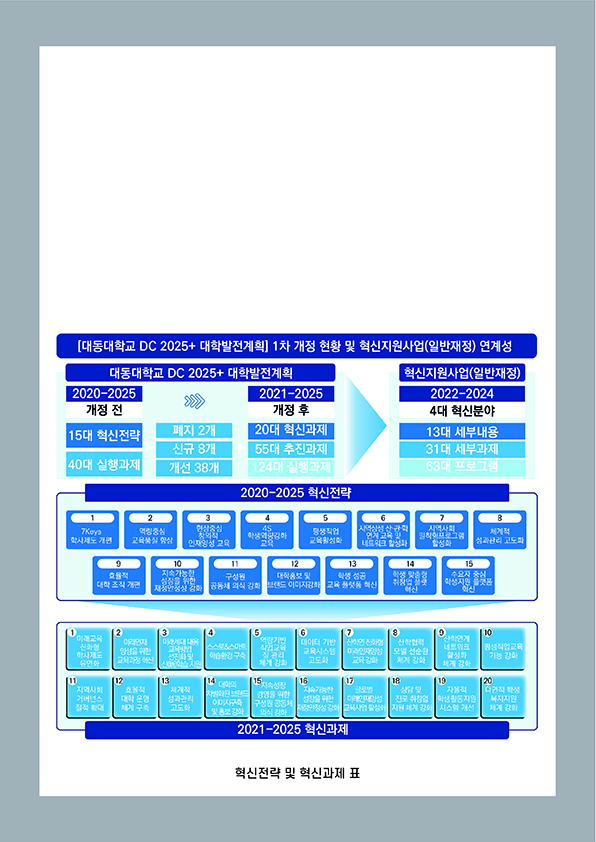 [대동대학교 DC 2025+ 대학발전계획] 1차 개정 현황 및 혁신지원사업(일반재정) 연계성
대동대학교 DC 2025+ 대학발전계획
2020-2025
개정 전
15대 혁신전략
40대 실행과제
폐지 2개
신규 8개
개선 38개
2021-2025
개정 후
20대 혁신과제
55대 추진과제
124대 실행과제
혁신지원사업(일반재정)
2022-2024
4대 혁신분야
13대 세부내용
31대 세부과제
63대 프로그램
2020-2025 혁신전략
1
7Keys
학사제도 개편
2
역량중심
교육품질 향상
3
현장중심
창의적
인재양성 교육
4
4S
학생역량강화
교육
5
평생직업
교육활성화
6
지역상생 산·관·학
연계 교육 및
네트워크 활성화
7
지역사회
밀착형프로그램
활성화
8
체계적
성과관리 고도화
9
효율적
대학 조직 개편
10
지속가능한
성장을 위한
재정안정성 강화
11
구성원
공동체 의식 강화
12
대학홍보 및
브랜드 이미지강화
13
학생 성공
교육 플랫폼 혁신
14
학생 맞춤형
취창업 플랫
혁신
15
수요자 중심
학생지원 플랫폼
혁신
1
미래교육
친화형
학사제도
유연화
2
미래인재
양성을 위한
교육과정 혁신
3
미래세대 대응
교육방법
선진화 및
4
스스로&스마트
학습환경 구축
5
역량기반
직업교육
질 관리
체계 강화
6
데이터 기반
교육시스템
고도화
7
산학연 친화형
미래인재양성
교육 강화
8
산학협력
모델 선순환
체계 강화
9
산학연계
네트워크
활성화
체계 강화
10
평생직업교육
기능 강화
11
지역사회
거버넌스
협력 확대
12
효율적
대학 운영
체계 구축
13
체계적
성과관리
고도화
14
대학의
차별화된 브랜드
이미지구축
및 홍보 강화
15
지속성장
경영을 위한
구성원 공동체
의식 강화
16
지속가능한
성장을 위한
재정안정성 강화
17
글로벌
미래인재양성
교육사업 활성화
18
상담 및
진로 취창업
지원 체계 강화
19
자율적
학생활동지원
시스템 개선
20
다면적 학생
복지지원
체계 강화
2021-2025 혁신과제
혁신전략 및 혁신과제 표